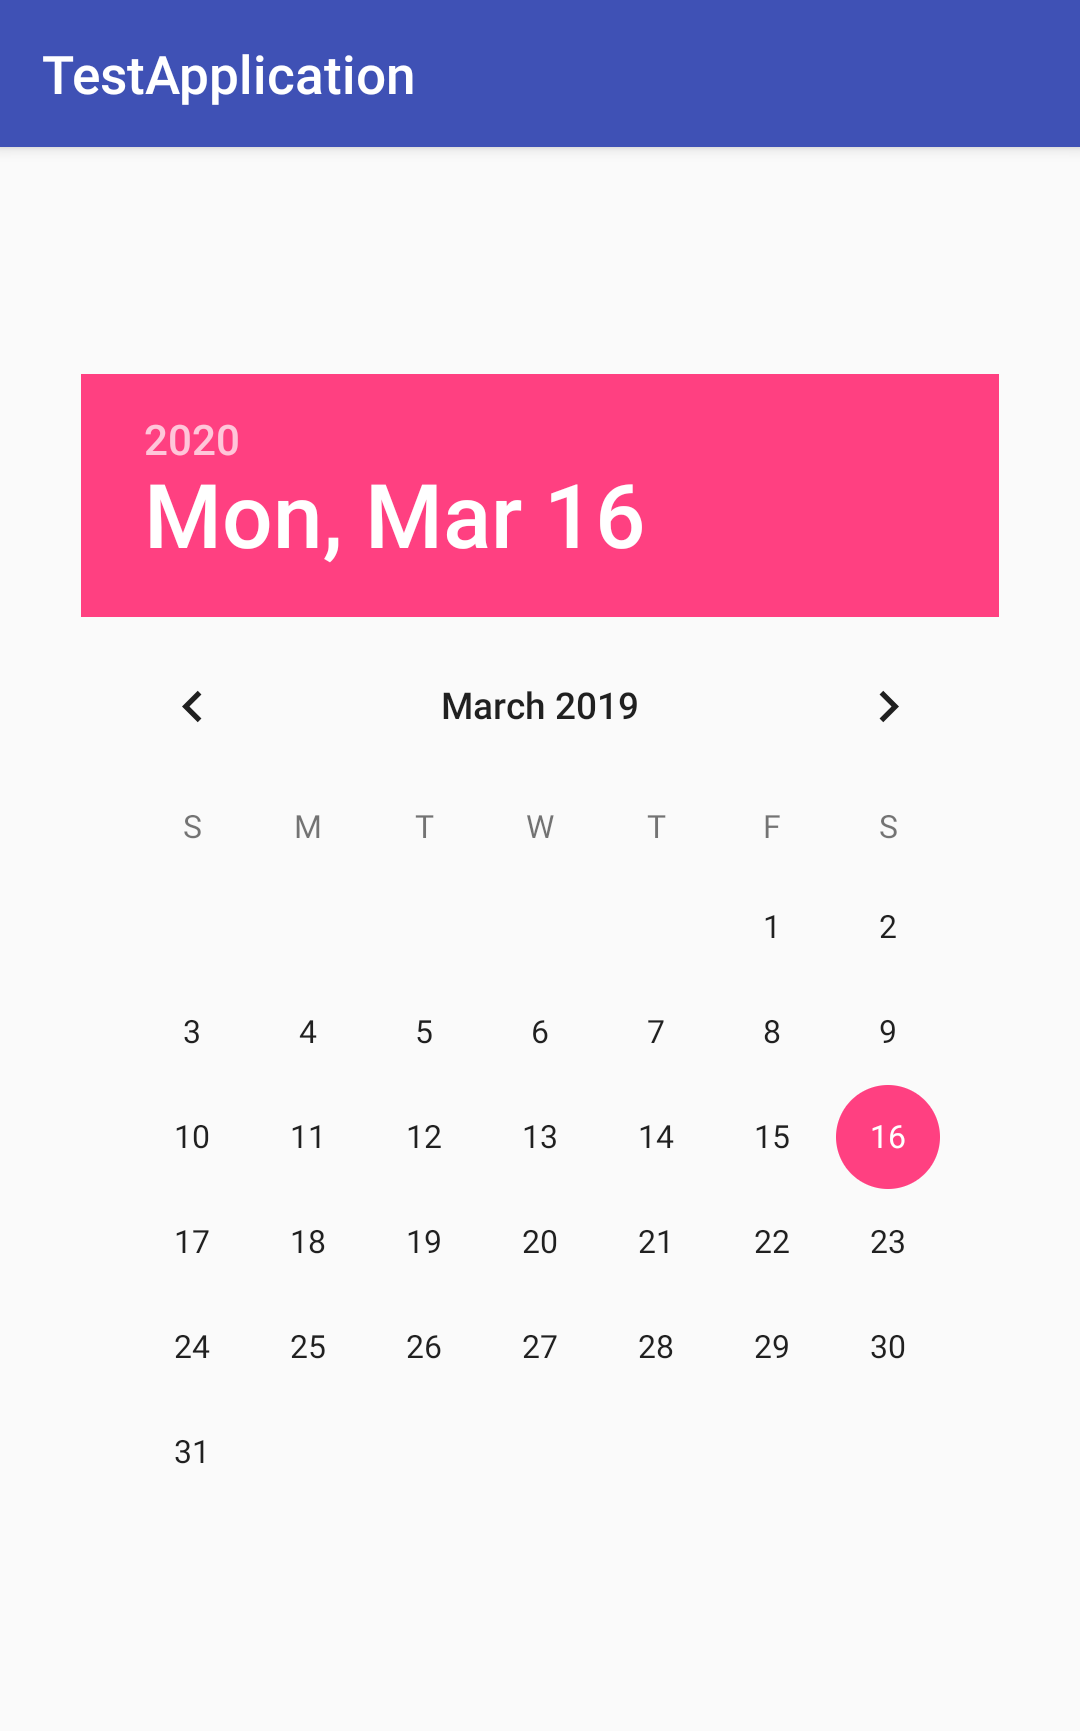 TestApplication
2020
Mon, Mar 16
March 2019
S M T W T F S
1 2
3 4 5 6 7 8 9
10 11 12 13 14 15 16
17 18 19 20 21 22 23
24 25 26 27 28 29 30
31